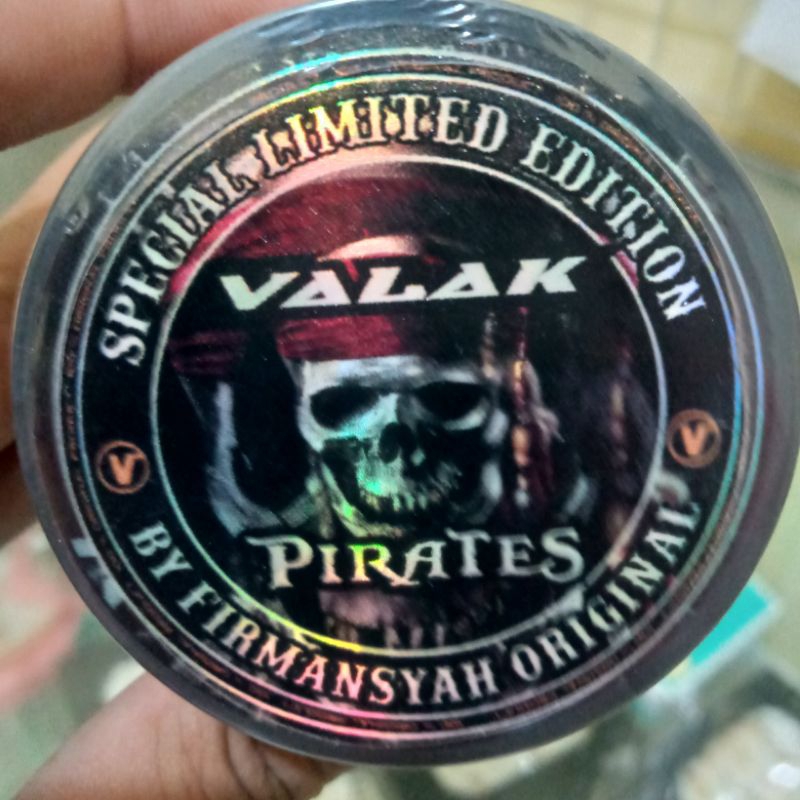 SPECIAL LIMITED EDITION
VALAK
PIRATES
V
V
BY FIRMANSYAH ORIGINAL